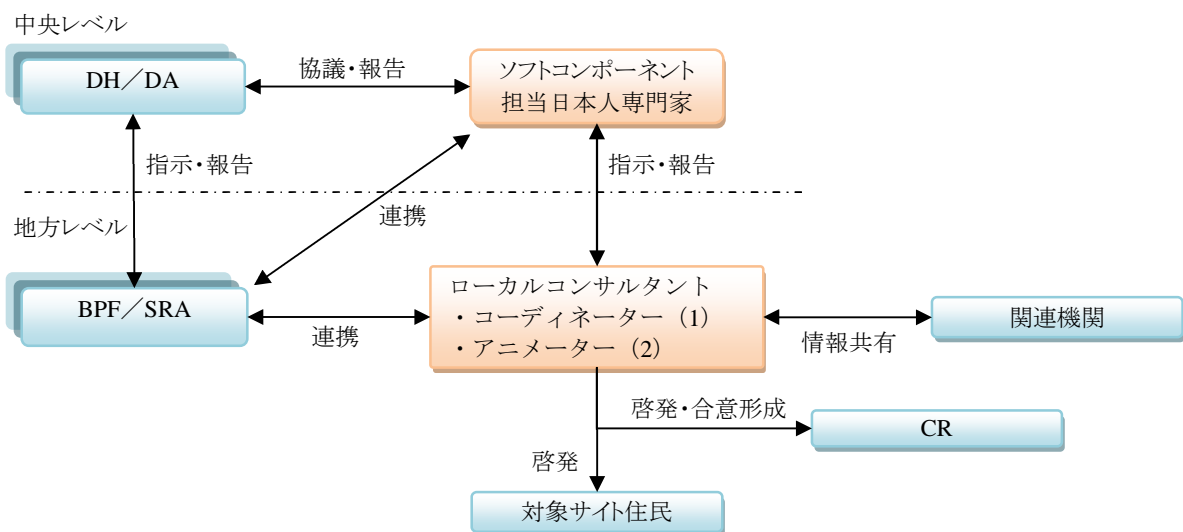 中央レベル
DH／DA
協議・報告
ソフトコンポーネント
担当日本人専門家
指示・報告
指示・報告
地方レベル
連携
BPF／SRA
連携
ローカルコンサルタント
・コーディネーター（1）
・アニメーター（2）
情報共有
関連機関
啓発・合意形成
CR
啓発
対象サイト住民